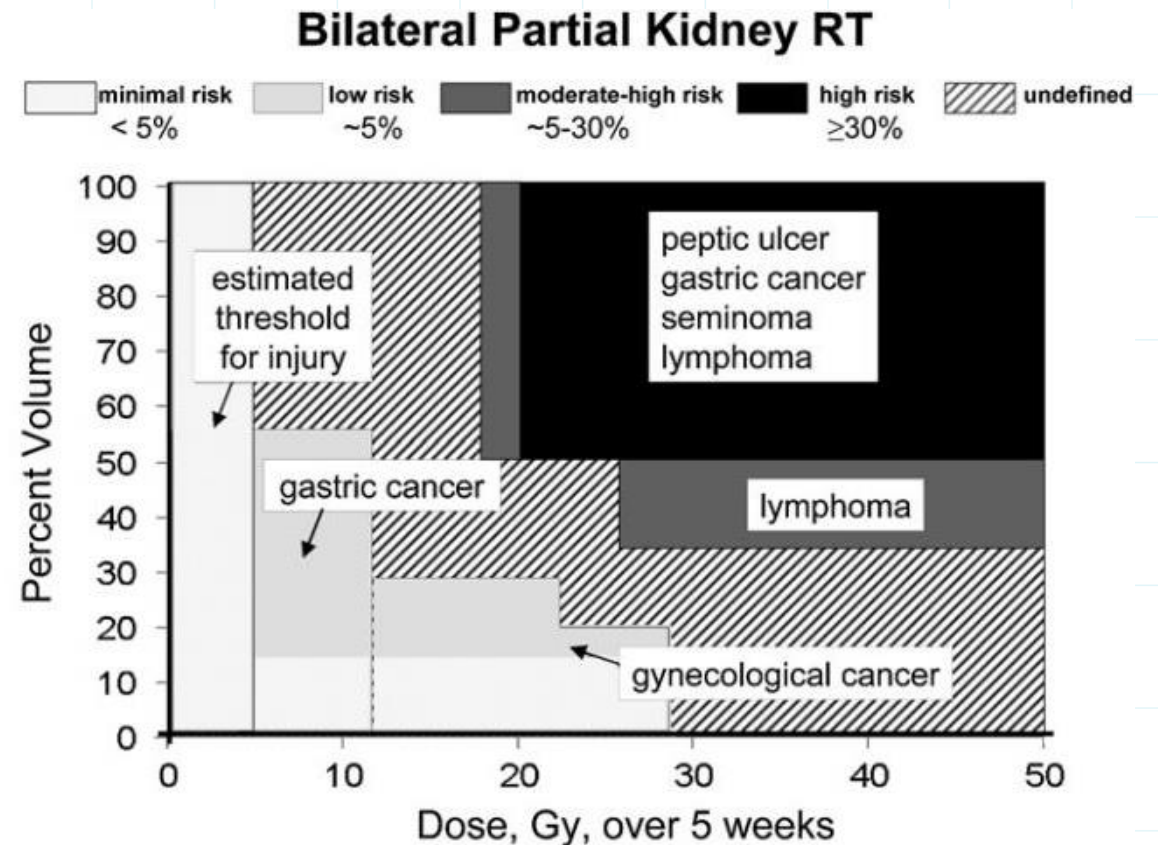 Bilateral Partial Kidney RT
minimal risk low risk moderate-high risk high risk undefined
< 5% ~5% ~5-30% ≥30%
100
90
80
70
60
50
40
30
20
10
0
Percent Volume
estimated
threshold
for injury
gastric cancer
peptic ulcer
gastric cancer
seminoma
lymphoma
lymphoma
gynecological cancer
0 10 20 30 40 50
Dose, Gy, over 5 weeks